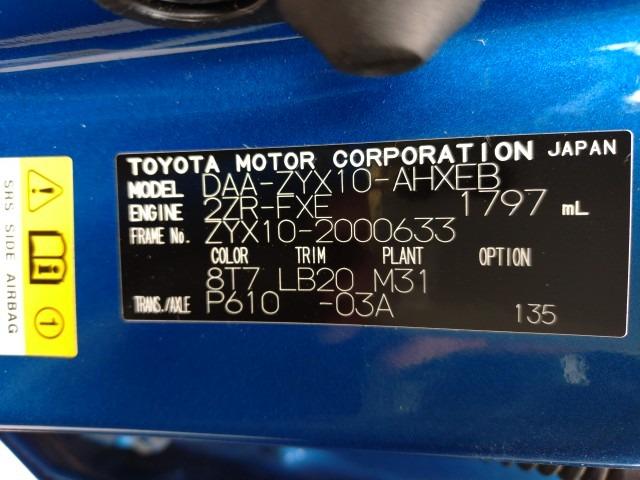 TOYOTA MOTOR CORPORATION JAPAN
MODEL DAA-ZYX10-AHXEB
ENGINE 2ZR-FXE 1797 mL
FRAME No. ZYX10-2000633
COLOR TRIM PLANT OPTION
8T7 LB20 M31
TRANS./AXLE P610 -03A 135
SRS SIDE AIRBAG
1